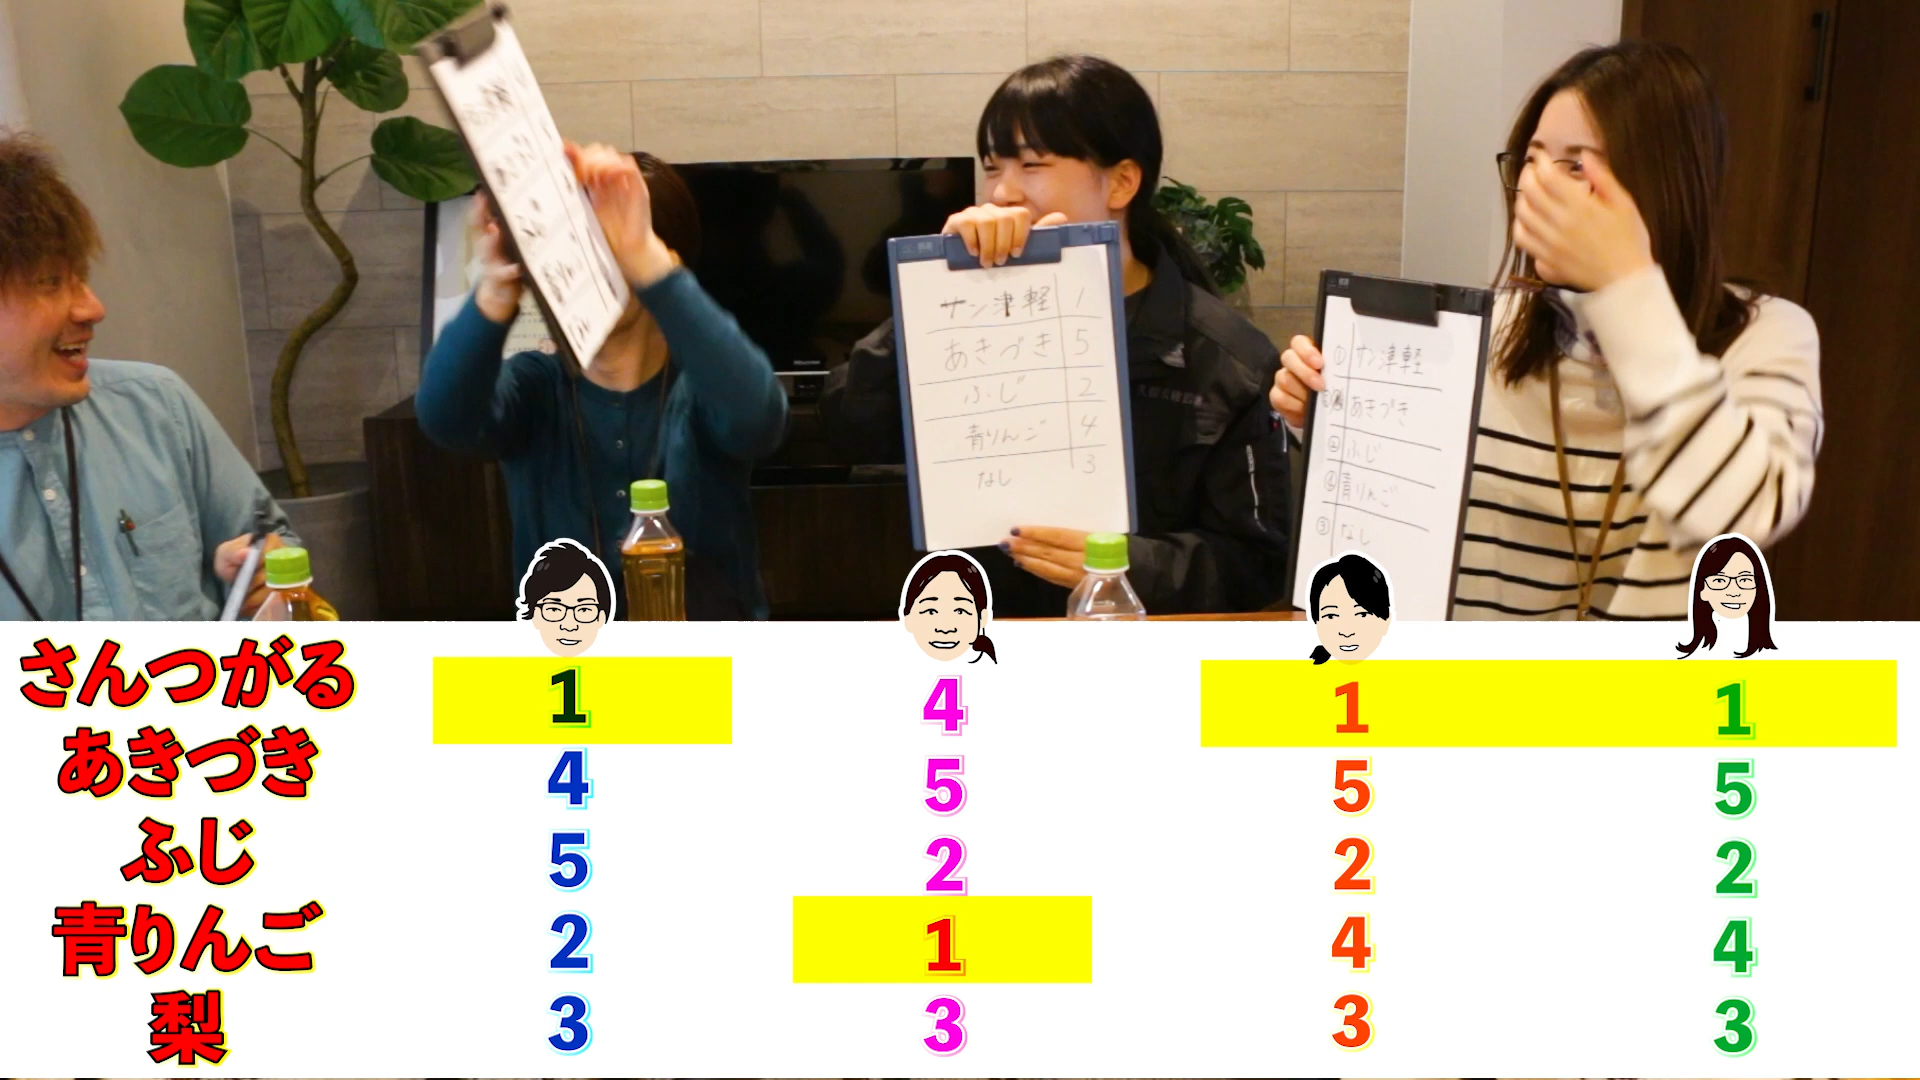 サン津軽 1
あきづき 5
ふじ 2
青りんご 4
なし 3
① サン津軽
あきづき
② ふじ
④ 青りんご
③ なし
さんつがる 1 4 1 1
あきづき 4 5 5 5
ふじ 5 2 2 2
青りんご 2 1 4 4
梨 3 3 3 3